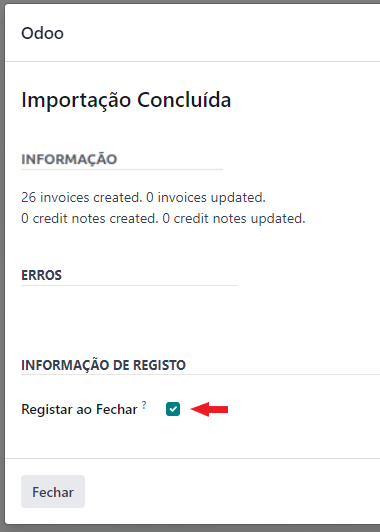 Odoo
Importação Concluída
INFORMAÇÃO
26 invoices created. 0 invoices updated.
0 credit notes created. 0 credit notes updated.
ERROS
INFORMAÇÃO DE REGISTO
Registar ao Fechar ?
Fechar